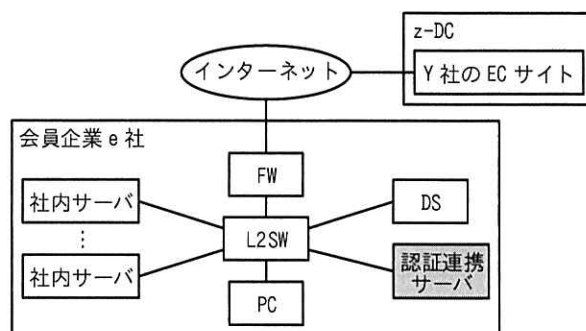 z-DC
Y社のECサイト
インターネット
会員企業e社
FW
社内サーバ
DS
L2SW
⋮
社内サーバ
認証連携
サーバ
PC